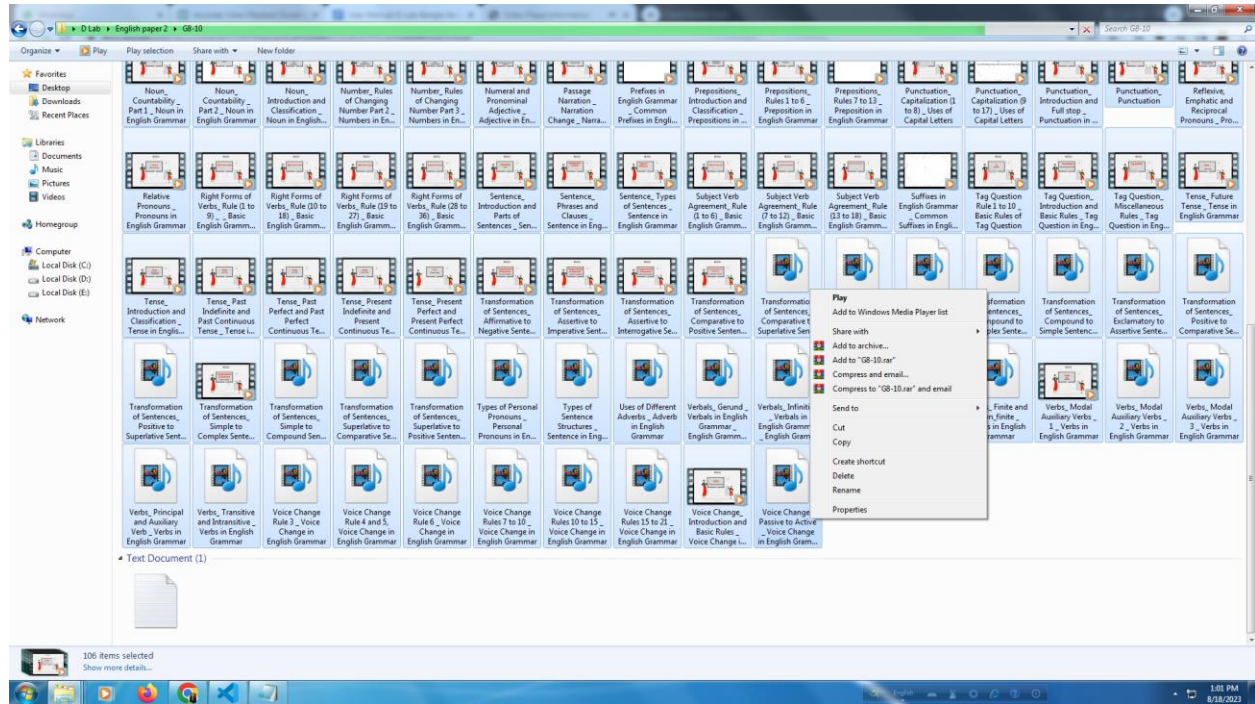 D Lab
English paper 2
G8-10
Search G8-10
Organize
Play
Play selection
Share with
New folder
Favorites
Desktop
Downloads
Recent Places
Libraries
Documents
Music
Pictures
Videos
Homegroup
Computer
Local Disk (C:)
Local Disk (D:)
Local Disk (E:)
Network
Noun_
Countability_
Part 1 _ Noun in
English Grammar
Noun_
Countability_
Part 2 _ Noun in
English Grammar
Noun_
Introduction and
Classification _
Noun in English...
Number_ Rules
of Changing
Number Part 2 _
Numbers in En...
Number_ Rules
of Changing
Number Part 3 _
Numbers in En...
Numeral and
Pronominal
Adjective _
Adjective in En...
Passage
Narration _
Narration
Change _ Narra...
Prefixes in
English Grammar
_ Common
Prefixes in Engli...
Prepositions_
Introduction and
Classification _
Prepositions in ...
Prepositions_
Rules 1 to 6 _
Preposition in
English Grammar
Prepositions_
Rules 7 to 13 _
Preposition in
English Grammar
Punctuation_
Capitalization (1
to 8) _ Uses of
Capital Letters
Punctuation_
Capitalization (9
to 17) _ Uses of
Capital Letters
Punctuation_
Introduction and
Full stop _
Punctuation in ...
Punctuation_
Punctuation
Reflexive,
Emphatic and
Reciprocal
Pronouns _ Pro...
Relative
Pronouns _
Pronouns in
English Grammar
Right Forms of
Verbs_ Rule (1 to
9) _ _ Basic
English Gramm...
Right Forms of
Verbs_ Rule (10 to
18) _ Basic
English Gramm...
Right Forms of
Verbs_ Rule (19 to
27) _ Basic
English Gramm...
Right Forms of
Verbs_ Rule (28 to
36) _ Basic
English Gramm...
Sentence_
Introduction and
Parts of
Sentences _ Sen...
Sentence_
Phrases and
Clauses _
Sentence in Eng...
Sentence_ Types
of Sentences _
Sentence in
English Grammar
Subject Verb
Agreement_ Rule
(1 to 6) _ Basic
English Gramm...
Subject Verb
Agreement_ Rule
(7 to 12) _ Basic
English Gramm...
Subject Verb
Agreement_ Rule
(13 to 18) _ Basic
English Gramm...
Suffixes in
English Grammar
_ Common
Suffixes in Engli...
Tag Question
Rule 1 to 10 _
Basic Rules of
Tag Question
Tag Question_
Introduction and
Basic Rules _ Tag
Question in Eng...
Tag Question_
Miscellaneous
Rules _ Tag
Question in Eng...
Tense_ Future
Tense _ Tense in
English Grammar
Tense_
Introduction and
Classification _
Tense in Englis...
Tense_ Past
Indefinite and
Past Continuous
Tense _ Tense i...
Tense_ Past
Perfect and Past
Perfect
Continuous Te...
Tense_ Present
Indefinite and
Present
Continuous Te...
Tense_ Present
Perfect and
Present Perfect
Continuous Te...
Transformation
of Sentences_
Affirmative to
Negative Sente...
Transformation
of Sentences_
Assertive to
Imperative Sent...
Transformation
of Sentences_
Assertive to
Interrogative Se...
Transformation
of Sentences_
Comparative to
Positive Senten...
Transformatio
of Sentences_
Comparative t
Superlative Sen
sformation
entences_
pound to
plex Sente...
Transformation
of Sentences_
Compound to
Simple Sentenc...
Transformation
of Sentences_
Exclamatory to
Assertive Sente...
Transformation
of Sentences_
Positive to
Comparative Se...
Play
Add to Windows Media Player list
Share with
Add to archive...
Add to "G8-10.rar"
Compress and email...
Compress to "G8-10.rar" and email
Send to
Cut
Copy
Create shortcut
Delete
Rename
Properties
Transformation
of Sentences_
Positive to
Superlative Sent...
Transformation
of Sentences_
Simple to
Complex Sente...
Transformation
of Sentences_
Simple to
Compound Sen...
Transformation
of Sentences_
Superlative to
Comparative Se...
Transformation
of Sentences_
Superlative to
Positive Senten...
Types of Personal
Pronouns _
Personal
Pronouns in En...
Types of
Sentence
Structures _
Sentence in Eng...
Uses of Different
Adverbs _ Adverb
in English
Grammar
Verbals_ Gerund _
Verbals in English
Grammar _
English Gramm...
Verbals_ Infiniti
_ Verbals in
English Gramm
_ English Gram
_ Finite and
on_finite _
s in English
rammar
Verbs_ Modal
Auxiliary Verbs _
1 _ Verbs in
English Grammar
Verbs_ Modal
Auxiliary Verbs _
2 _ Verbs in
English Grammar
Verbs_ Modal
Auxiliary Verbs _
3 _ Verbs in
English Grammar
Verbs_ Principal
and Auxiliary
Verb _ Verbs in
English Grammar
Verbs_ Transitive
and Intransitive _
Verbs in English
Grammar
Voice Change
Rule 3 _ Voice
Change in
English Grammar
Voice Change
Rule 4 and 5,
Voice Change in
English Grammar
Voice Change
Rule 6 _ Voice
Change in
English Grammar
Voice Change
Rules 7 to 10 _
Voice Change in
English Grammar
Voice Change
Rules 10 to 15 _
Voice Change in
English Grammar
Voice Change
Rules 15 to 21 _
Voice Change in
English Grammar
Voice Change_
Introduction and
Basic Rules _
Voice Change i...
Voice Change_
Passive to Active
_ Voice Change
in English Gram...
Text Document (1)
106 items selected
Show more details...
English
1:01 PM
8/18/2023